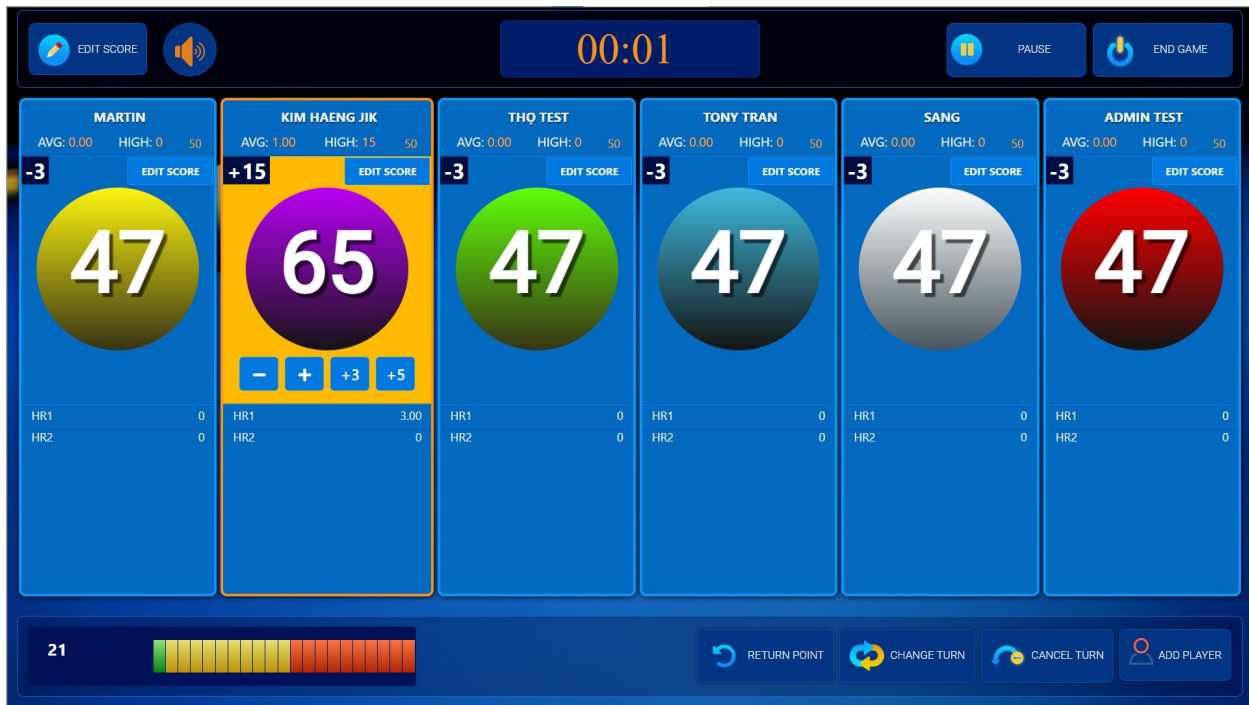 EDIT SCORE
00:01
PAUSE
END GAME
MARTIN
AVG: 0.00 HIGH: 0 50
-3 EDIT SCORE
47
HR1 0
HR2 0
KIM HAENG JIK
AVG: 1.00 HIGH: 15 50
+15 EDIT SCORE
65
− + +3 +5
HR1 3.00
HR2 0
THỌ TEST
AVG: 0.00 HIGH: 0 50
-3 EDIT SCORE
47
HR1 0
HR2 0
TONY TRAN
AVG: 0.00 HIGH: 0 50
-3 EDIT SCORE
47
HR1 0
HR2 0
SANG
AVG: 0.00 HIGH: 0 50
-3 EDIT SCORE
47
HR1 0
HR2 0
ADMIN TEST
AVG: 0.00 HIGH: 0 50
-3 EDIT SCORE
47
HR1 0
HR2 0
21
RETURN POINT
CHANGE TURN
CANCEL TURN
ADD PLAYER